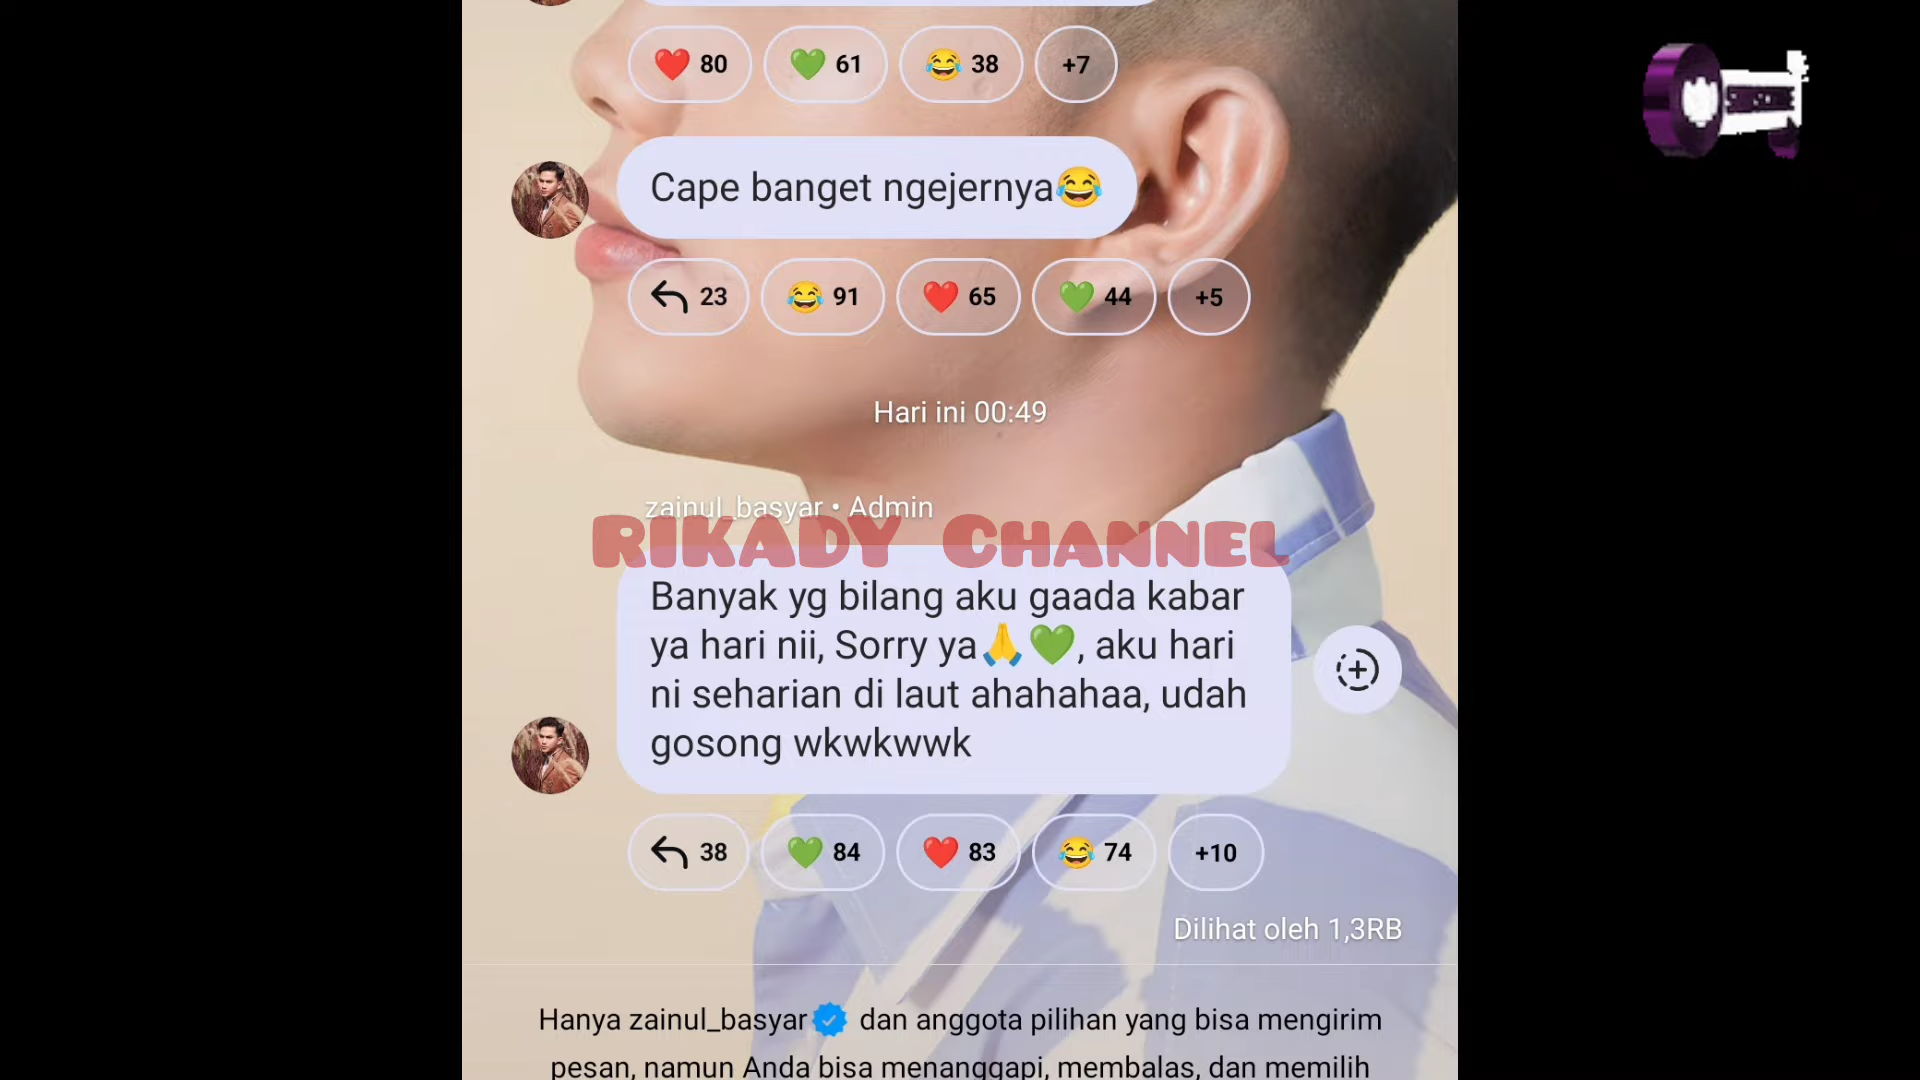 ❤️ 80 💚 61 😂 38 +7
Cape banget ngejernya😂
23 😂 91 ❤️ 65 💚 44 +5
Hari ini 00:49
zainul_basyar • Admin
RIKADY CHANNEL
Banyak yg bilang aku gaada kabar
ya hari nii, Sorry ya🙏💚, aku hari
ni seharian di laut ahahahaa, udah
gosong wkwkwwk
38 💚 84 ❤️ 83 😂 74 +10
Dilihat oleh 1,3RB
Hanya zainul_basyar dan anggota pilihan yang bisa mengirim
pesan, namun Anda bisa menanggapi, membalas, dan memilih